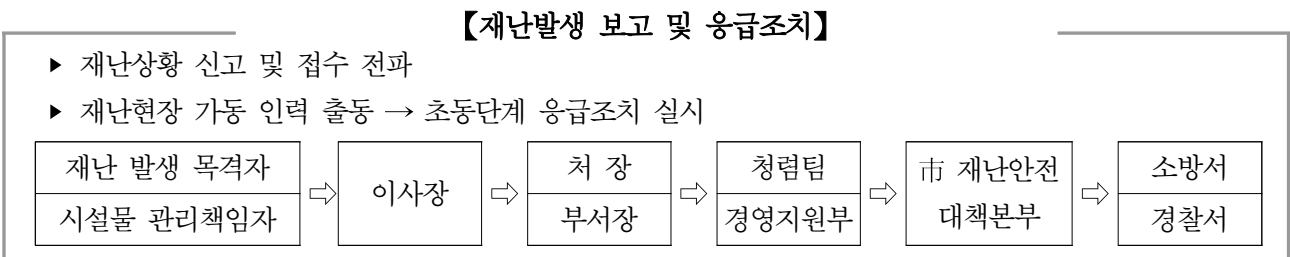 【재난발생 보고 및 응급조치】
▶ 재난상황 신고 및 접수 전파
▶ 재난현장 가동 인력 출동 → 초동단계 응급조치 실시
재난 발생 목격자
시설물 관리책임자
⇨
이사장
⇨
처 장
부서장
⇨
청렴팀
경영지원부
⇨
市 재난안전
대책본부
⇨
소방서
경찰서